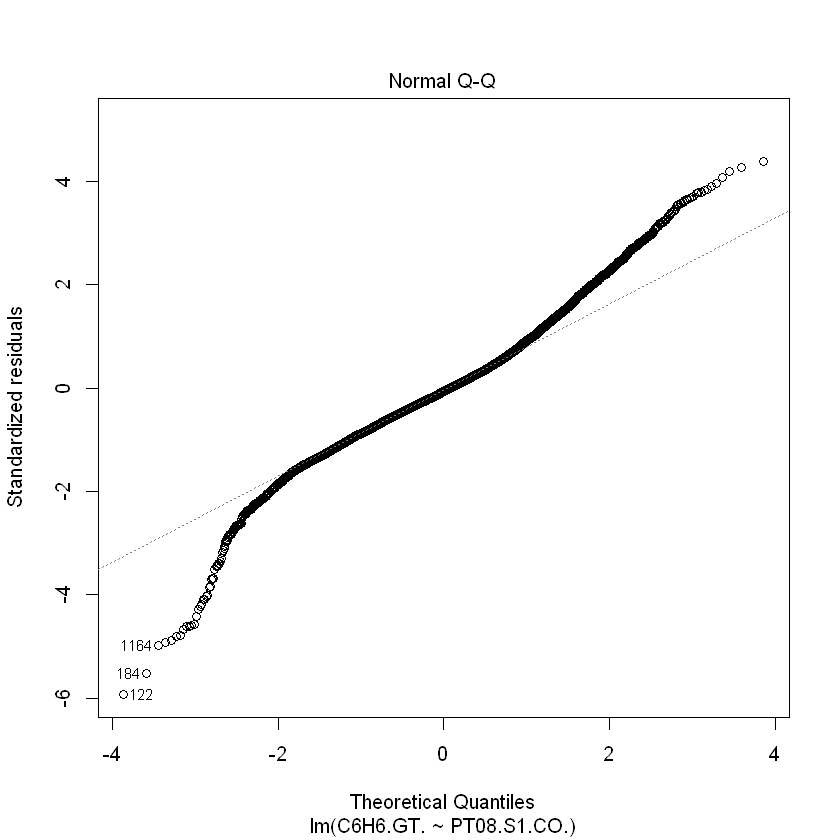 Normal Q-Q
Standardized residuals
4
2
0
-2
-4
-6
1164
184
122
-4 -2 0 2 4
Theoretical Quantiles
lm(C6H6.GT. ~ PT08.S1.CO.)